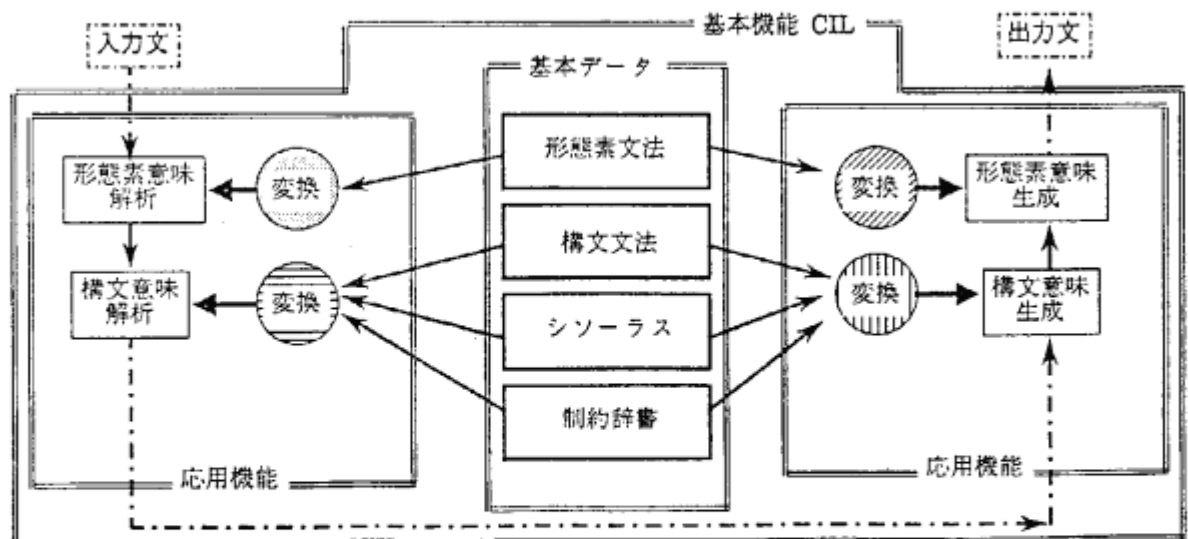 入力文
基本機能 CIL
出力文
基本データ
形態素文法
形態素意味
解析
変換
変換
形態素意味
生成
構文文法
構文意味
解析
変換
変換
構文意味
生成
シソーラス
制約辞書
応用機能
応用機能